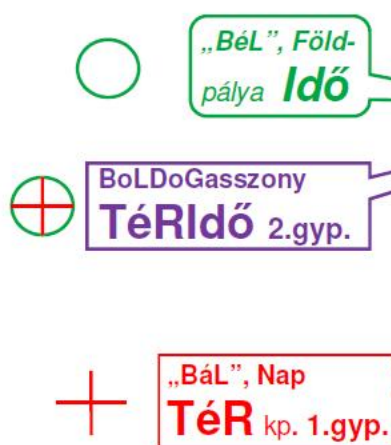 „BéL”, Föld-
pálya Idő
BoLDoGasszony
TéRIdő 2.gyp.
„BáL”, Nap
TéR kp. 1.gyp.